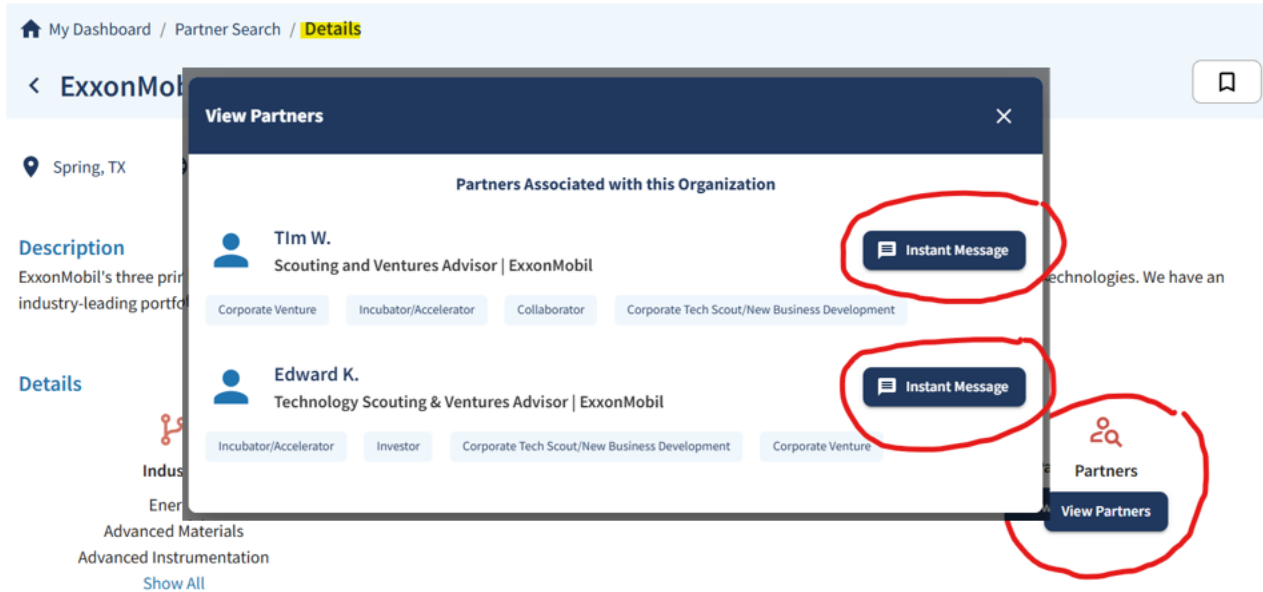 My Dashboard / Partner Search / Details
ExxonMob
View Partners
Spring, TX
Partners Associated with this Organization
TIm W.
Instant Message
Scouting and Ventures Advisor | ExxonMobil
Description
ExxonMobil's three prin
echnologies. We have an
industry-leading portfol
Corporate Venture Incubator/Accelerator Collaborator Corporate Tech Scout/New Business Development
Edward K.
Instant Message
Technology Scouting & Ventures Advisor | ExxonMobil
Details
Incubator/Accelerator Investor Corporate Tech Scout/New Business Development Corporate Venture
Indus
Partners
Ener
View Partners
Advanced Materials
Advanced Instrumentation
Show All